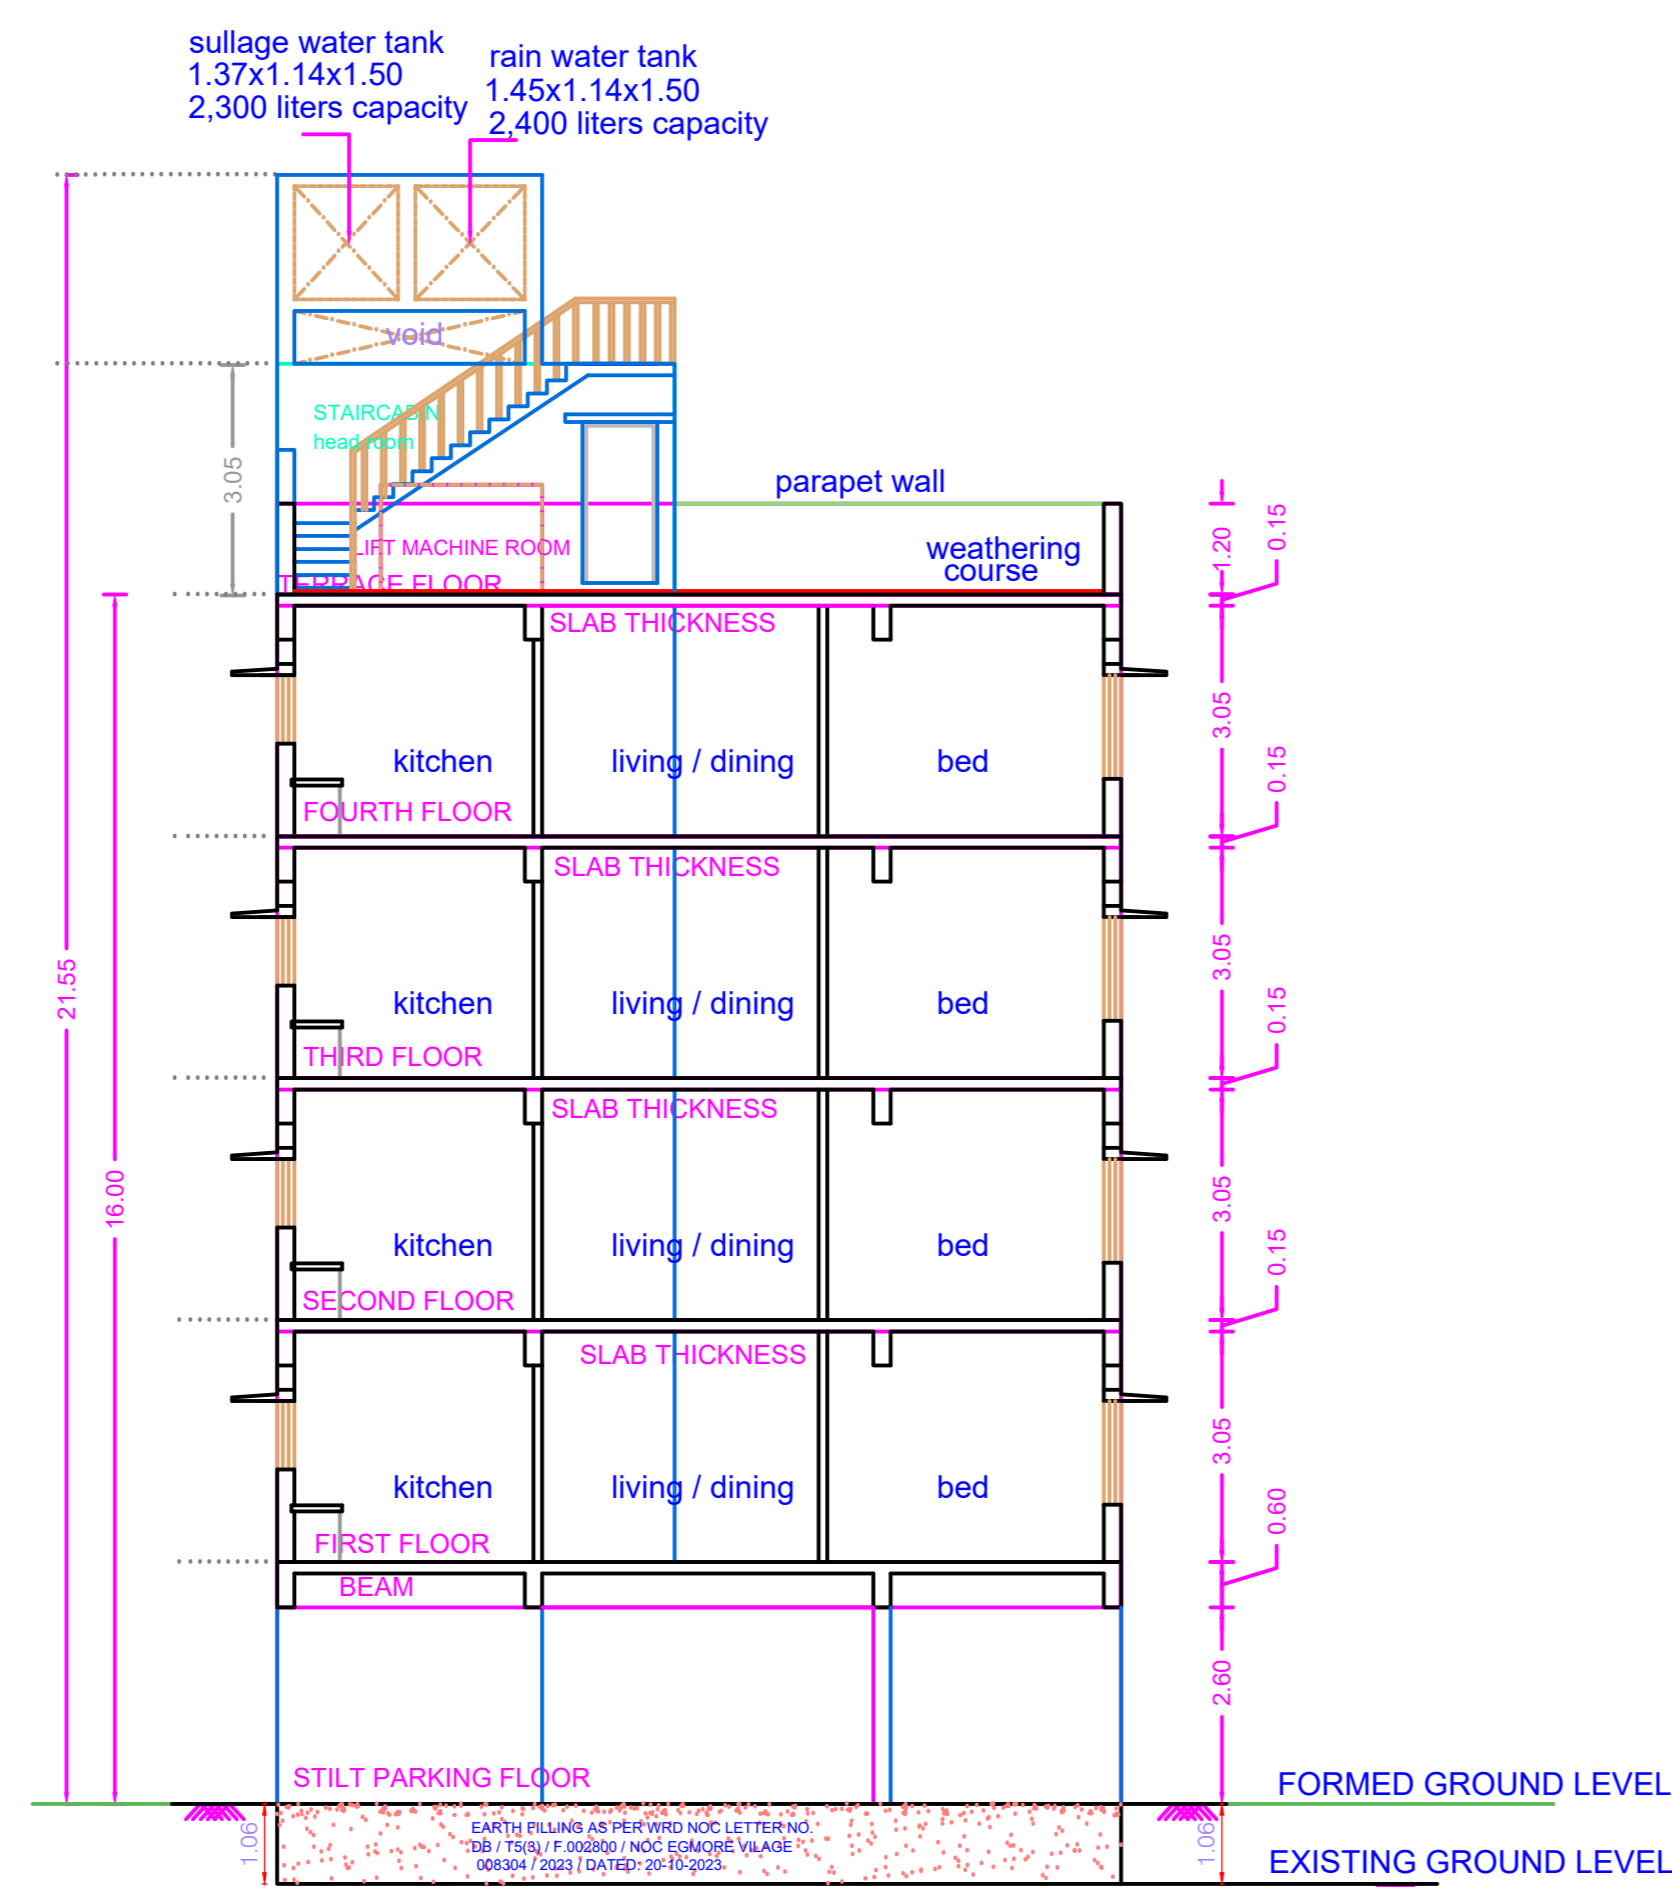 sullage water tank
1.37x1.14x1.50
2,300 liters capacity
rain water tank
1.45x1.14x1.50
2,400 liters capacity
void
STAIRCABIN
head room
3.05
parapet wall
LIFT MACHINE ROOM
weathering
course
TERRACE FLOOR
1.20
0.15
SLAB THICKNESS
3.05
kitchen
living / dining
bed
0.15
FOURTH FLOOR
SLAB THICKNESS
3.05
21.55
kitchen
living / dining
bed
0.15
THIRD FLOOR
SLAB THICKNESS
16.00
3.05
kitchen
living / dining
bed
0.15
SECOND FLOOR
SLAB THICKNESS
3.05
kitchen
living / dining
bed
0.60
FIRST FLOOR
BEAM
2.60
STILT PARKING FLOOR
FORMED GROUND LEVEL
1.06
EARTH FILLING AS PER WRD NOC LETTER NO.
DB / T5(3) / F.002800 / NOC EGMORE VILAGE
008304 / 2023 / DATED: 20-10-2023
1.06
EXISTING GROUND LEVEL